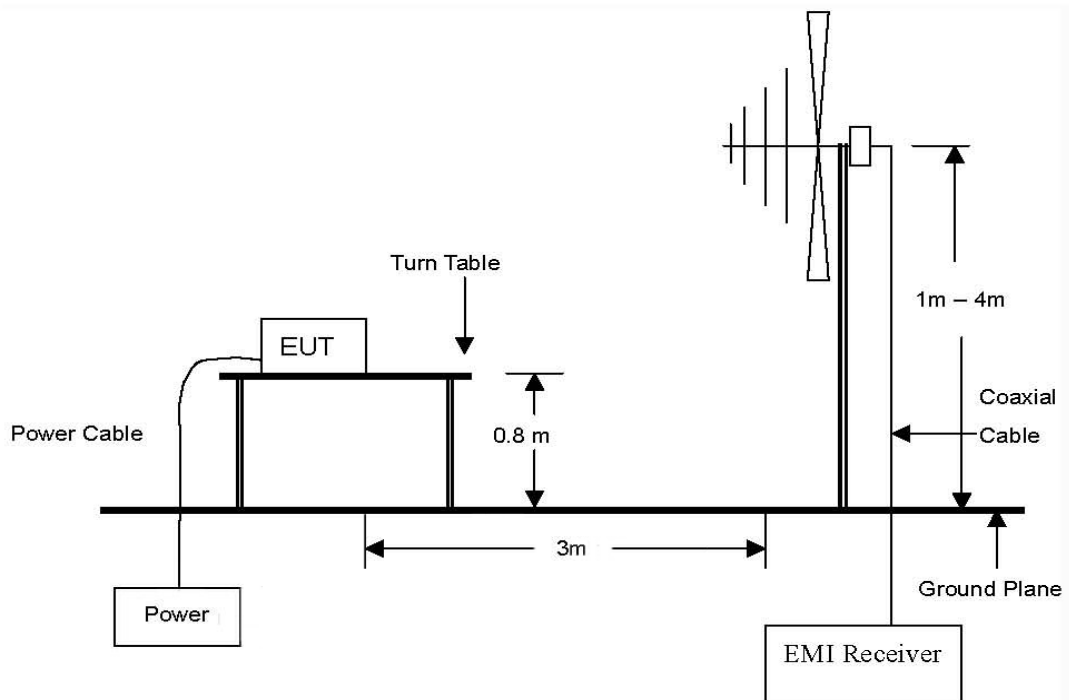 Turn Table
1m – 4m
EUT
Coaxial
Cable
Power Cable
0.8 m
3m
Ground Plane
Power
EMI Receiver